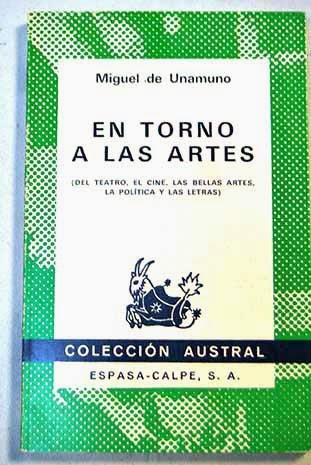 Miguel de Unamuno
EN TORNO
A LAS ARTES
(DEL TEATRO, EL CINE, LAS BELLAS ARTES,
LA POLÍTICA Y LAS LETRAS)
COLECCIÓN AUSTRAL
ESPASA-CALPE, S. A.